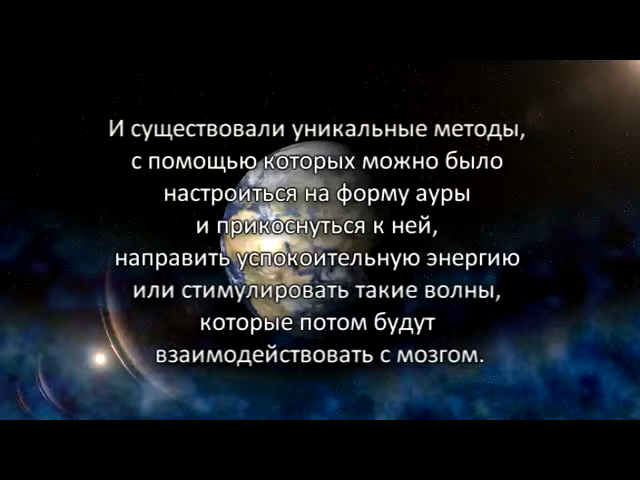 И существовали уникальные методы,
с помощью которых можно было
настроиться на форму ауры
и прикоснуться к ней,
направить успокоительную энергию
или стимулировать такие волны,
которые потом будут
взаимодействовать с мозгом.